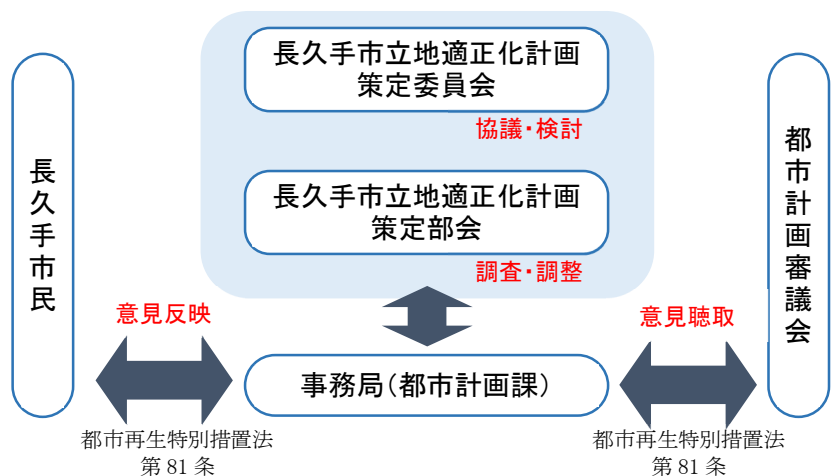 長久手市立地適正化計画
策定委員会
協議・検討
長久手市立地適正化計画
策定部会
調査・調整
長久手市民
都市計画審議会
意見反映
意見聴取
事務局(都市計画課)
都市再生特別措置法
第 81 条
都市再生特別措置法
第 81 条